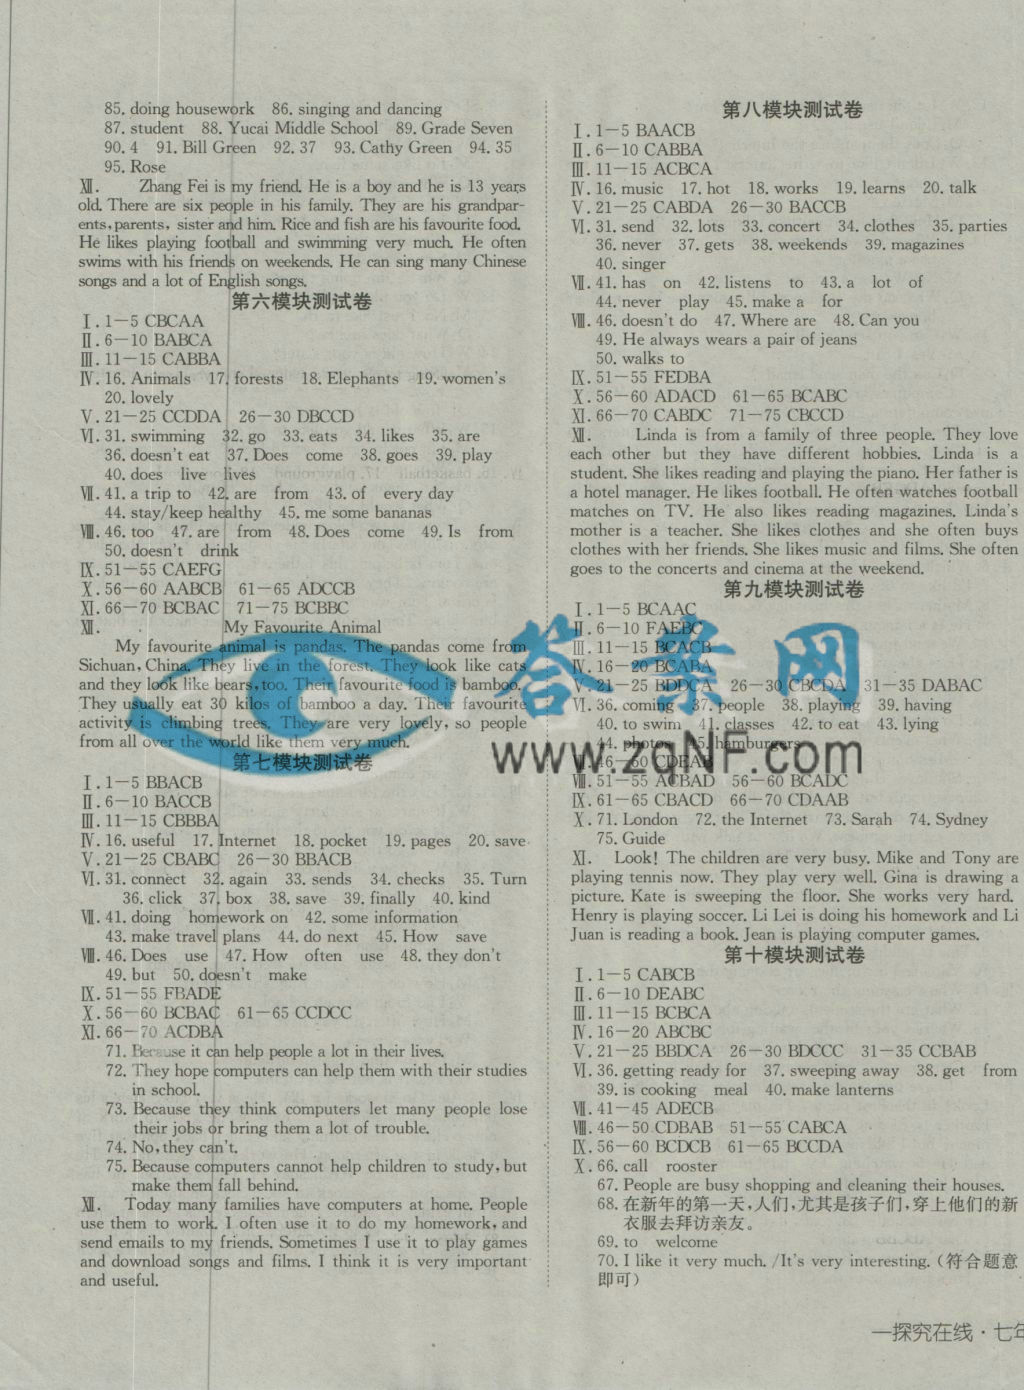 85. doing housework 86. singing and dancing
87. student 88. Yucai Middle School 89. Grade Seven
90. 4 91. Bill Green 92. 37 93. Cathy Green 94. 35
95. Rose
Ⅻ. Zhang Fei is my friend. He is a boy and he is 13 years
old. There are six people in his family. They are his grandpar-
ents, parents, sister and him. Rice and fish are his favourite food.
He likes playing football and swimming very much. He often
swims with his friends on weekends. He can sing many Chinese
songs and a lot of English songs.
第六模块测试卷
Ⅰ. 1—5 CBCAA
Ⅱ. 6—10 BABCA
Ⅲ. 11—15 CABBA
Ⅳ. 16. Animals 17. forests 18. Elephants 19. women's
20. lovely
Ⅴ. 21—25 CCDDA 26—30 DBCCD
Ⅵ. 31. swimming 32. go 33. eats 34. likes 35. are
36. doesn't eat 37. Does come 38. goes 39. play
40. does live lives
Ⅶ. 41. a trip to 42. are from 43. of every day
44. stay/keep healthy 45. me some bananas
Ⅷ. 46. too 47. are from 48. Does come 49. Is from
50. doesn't drink
Ⅸ. 51—55 CAEFG
Ⅹ. 56—60 AABCB 61—65 ADCCB
Ⅺ. 66—70 BCBAC 71—75 BCBBC
Ⅻ. My Favourite Animal
My favourite animal is pandas. The pandas come from
Sichuan, China. They live in the forest. They look like cats
and they look like bears, too. Their favourite food is bamboo.
They usually eat 30 kilos of bamboo a day. Their favourite
activity is climbing trees. They are very lovely, so people
from all over the world like them very much.
第七模块测试卷
Ⅰ. 1—5 BBACB
Ⅱ. 6—10 BACCB
Ⅲ. 11—15 CBBBA
Ⅳ. 16. useful 17. Internet 18. pocket 19. pages 20. save
Ⅴ. 21—25 CBABC 26—30 BBACB
Ⅵ. 31. connect 32. again 33. sends 34. checks 35. Turn
36. click 37. box 38. save 39. finally 40. kind
Ⅶ. 41. doing homework on 42. some information
43. make travel plans 44. do next 45. How save
Ⅷ. 46. Does use 47. How often use 48. they don't
49. but 50. doesn't make
Ⅸ. 51—55 FBADE
Ⅹ. 56—60 BCBAC 61—65 CCDCC
Ⅺ. 66—70 ACDBA
71. Because it can help people a lot in their lives.
72. They hope computers can help them with their studies
in school.
73. Because they think computers let many people lose
their jobs or bring them a lot of trouble.
74. No, they can't.
75. Because computers cannot help children to study, but
make them fall behind.
Ⅻ. Today many families have computers at home. People
use them to work. I often use it to do my homework, and
send emails to my friends. Sometimes I use it to play games
and download songs and films. I think it is very important
and useful.
第八模块测试卷
Ⅰ. 1—5 BAACB
Ⅱ. 6—10 CABBA
Ⅲ. 11—15 ACBCA
Ⅳ. 16. music 17. hot 18. works 19. learns 20. talk
Ⅴ. 21—25 CABDA 26—30 BACCB
Ⅵ. 31. send 32. lots 33. concert 34. clothes 35. parties
36. never 37. gets 38. weekends 39. magazines
40. singer
Ⅶ. 41. has on 42. listens to 43. a lot of
44. never play 45. make a for
Ⅷ. 46. doesn't do 47. Where are 48. Can you
49. He always wears a pair of jeans
50. walks to
Ⅸ. 51—55 FEDBA
Ⅹ. 56—60 ADACD 61—65 BCABC
Ⅺ. 66—70 CABDC 71—75 CBCCD
Ⅻ. Linda is from a family of three people. They love
each other but they have different hobbies. Linda is a
student. She likes reading and playing the piano. Her father is
a hotel manager. He likes football. He often watches football
matches on TV. He also likes reading magazines. Linda's
mother is a teacher. She likes clothes and she often buys
clothes with her friends. She likes music and films. She often
goes to the concerts and cinema at the weekend.
第九模块测试卷
Ⅰ. 1—5 BCAAC
Ⅱ. 6—10 FAEBC
Ⅲ. 11—15 BCACB
Ⅳ. 16—20 BCABA
Ⅴ. 21—25 BDDCA 26—30 CBCDA 31—35 DABAC
Ⅵ. 36. coming 37. people 38. playing 39. having
40. to swim 41. classes 42. to eat 43. lying
44. photos 45. hamburgers
Ⅶ. 46—50 CDEAB
Ⅷ. 51—55 ACBAD 56—60 BCADC
Ⅸ. 61—65 CBACD 66—70 CDAAB
Ⅹ. 71. London 72. the Internet 73. Sarah 74. Sydney
75. Guide
Ⅺ. Look! The children are very busy. Mike and Tony are
playing tennis now. They play very well. Gina is drawing a
picture. Kate is sweeping the floor. She works very hard.
Henry is playing soccer. Li Lei is doing his homework and Li
Juan is reading a book. Jean is playing computer games.
第十模块测试卷
Ⅰ. 1—5 CABCB
Ⅱ. 6—10 DEABC
Ⅲ. 11—15 BCBCA
Ⅳ. 16—20 ABCBC
Ⅴ. 21—25 BBDCA 26—30 BDCCC 31—35 CCBAB
Ⅵ. 36. getting ready for 37. sweeping away 38. get from
39. is cooking meal 40. make lanterns
Ⅶ. 41—45 ADECB
Ⅷ. 46—50 CDBAB 51—55 CABCA
Ⅸ. 56—60 BCDCB 61—65 BCCDA
Ⅹ. 66. call rooster
67. People are busy shopping and cleaning their houses.
68. 在新年的第一天,人们,尤其是孩子们,穿上他们的新
衣服去拜访亲友。
69. to welcome
70. I like it very much. /It's very interesting. (符合题意
即可)
—探究在线·七年
答案网
www.zqNF.com